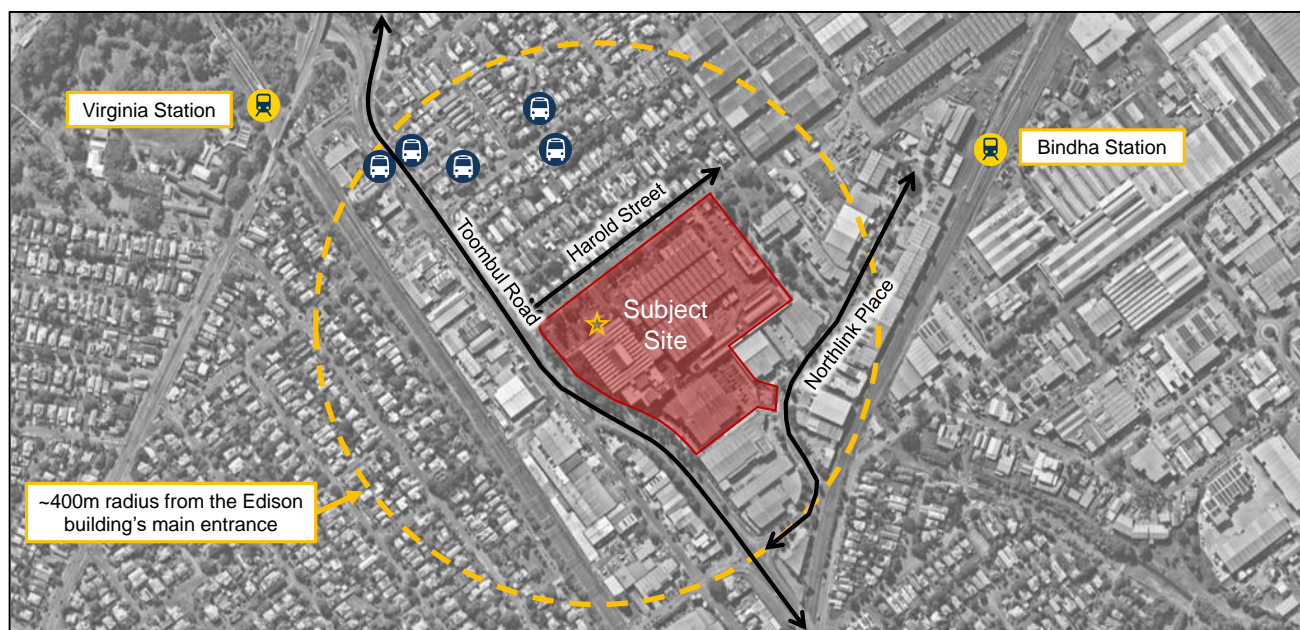 Virginia Station
Bindha Station
Harold Street
Toombul Road
Subject
Site
Northlink Place
~400m radius from the Edison
building's main entrance